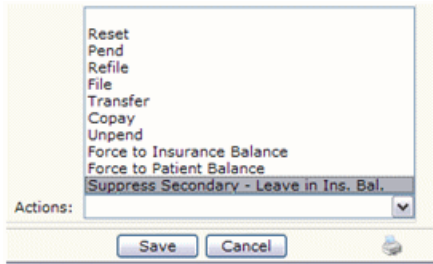 Reset
Pend
Refile
File
Transfer
Copay
Unpend
Force to Insurance Balance
Force to Patient Balance
Suppress Secondary - Leave in Ins. Bal.
Actions:
Save Cancel